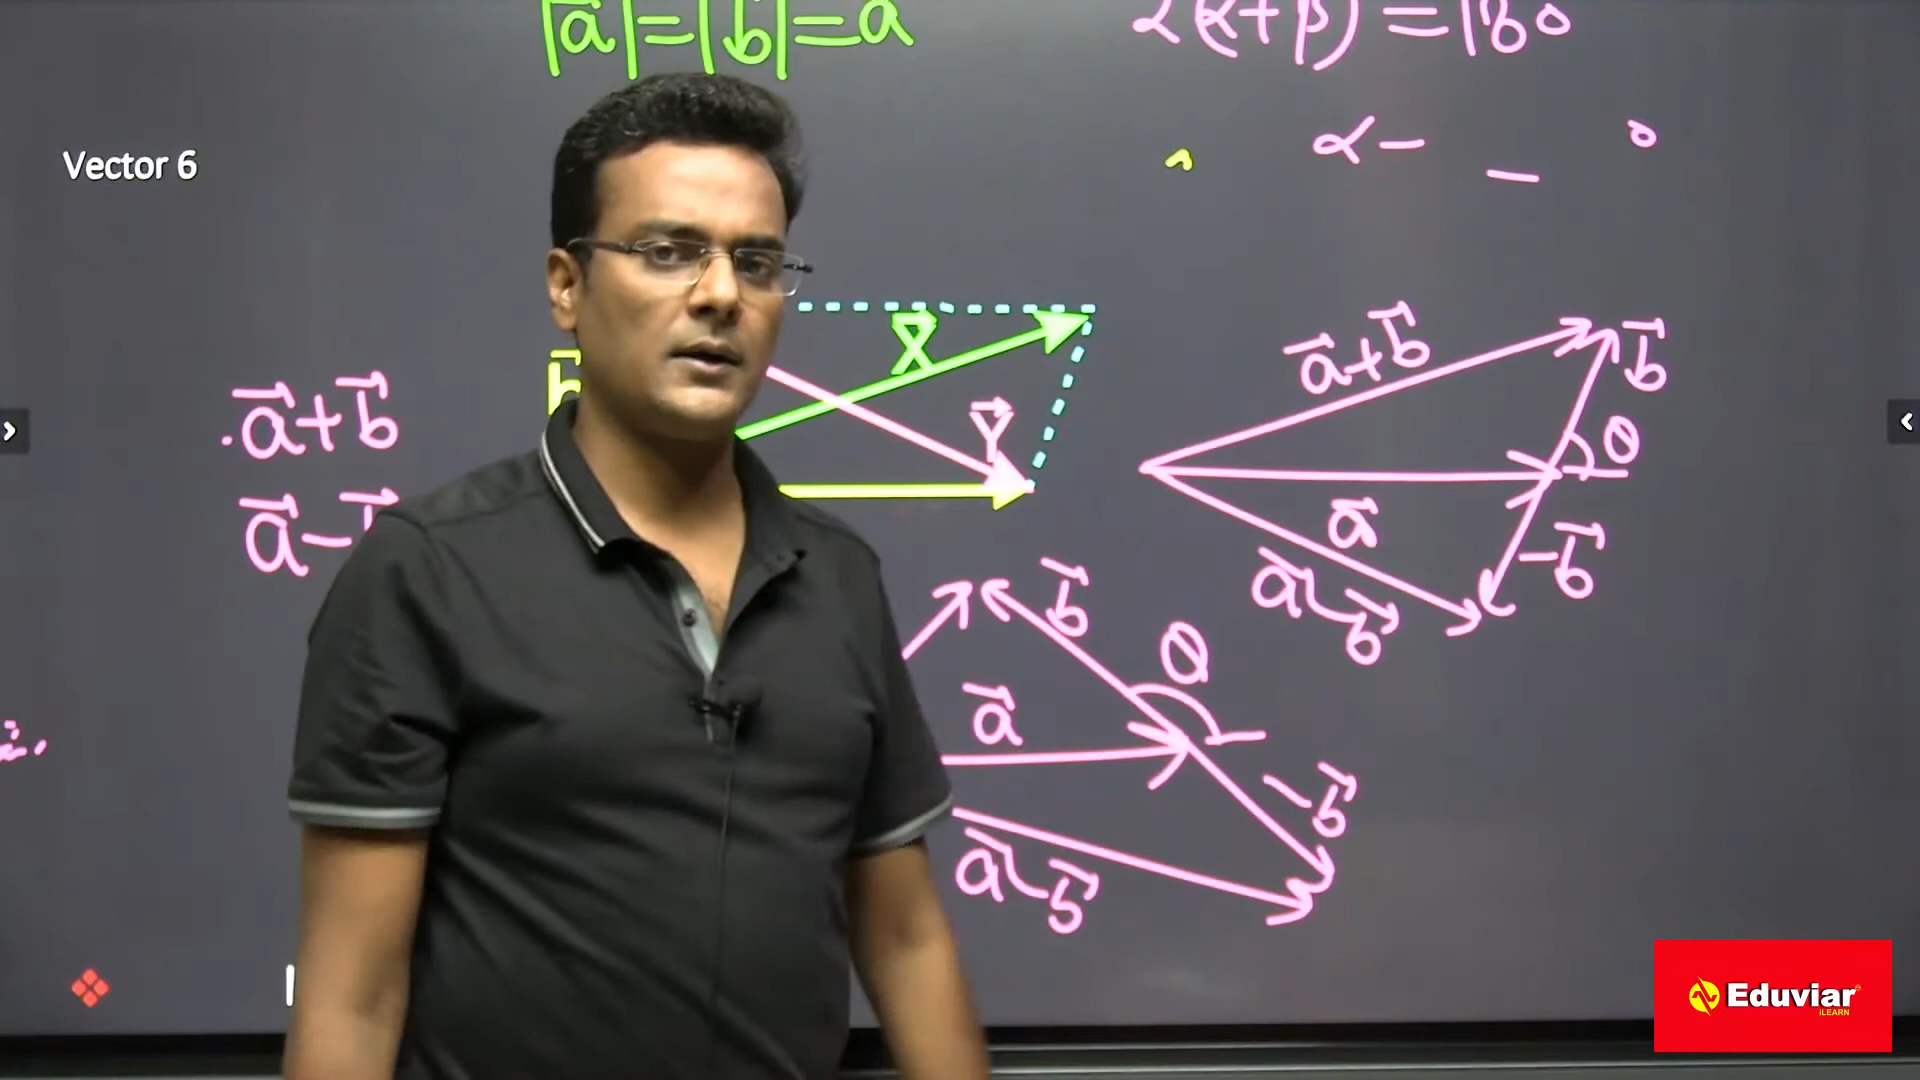 |a⃗|=|b⃗|=a
2(α+β)=180
α-
Vector 6
X⃗
b⃗
a⃗+b⃗
a⃗+b⃗
b⃗
Y⃗
θ
a⃗-
a⃗
-b⃗
a⃗-b⃗
b⃗
θ
a⃗
-b⃗
a⃗-b⃗
Eduviar
iLEARN